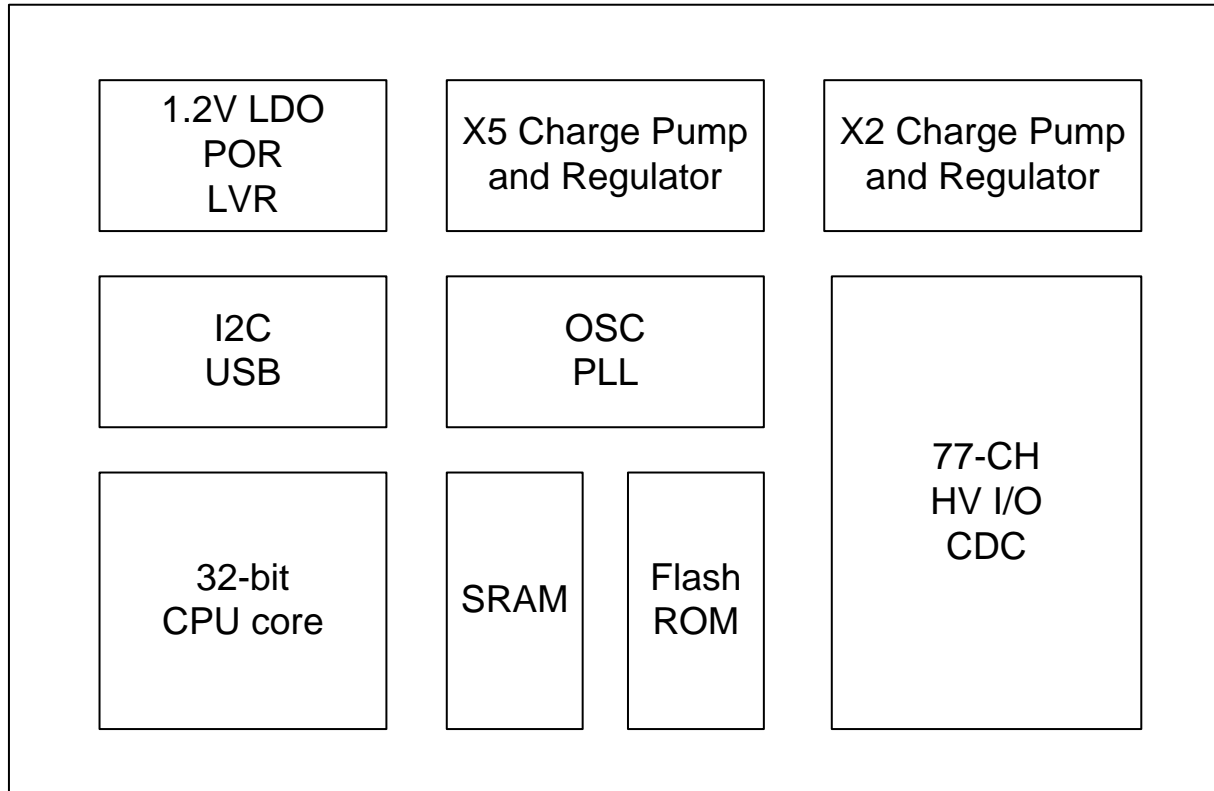 1.2V LDO
POR
LVR
X5 Charge Pump
and Regulator
X2 Charge Pump
and Regulator
I2C
USB
OSC
PLL
77-CH
HV I/O
CDC
32-bit
CPU core
SRAM
Flash
ROM